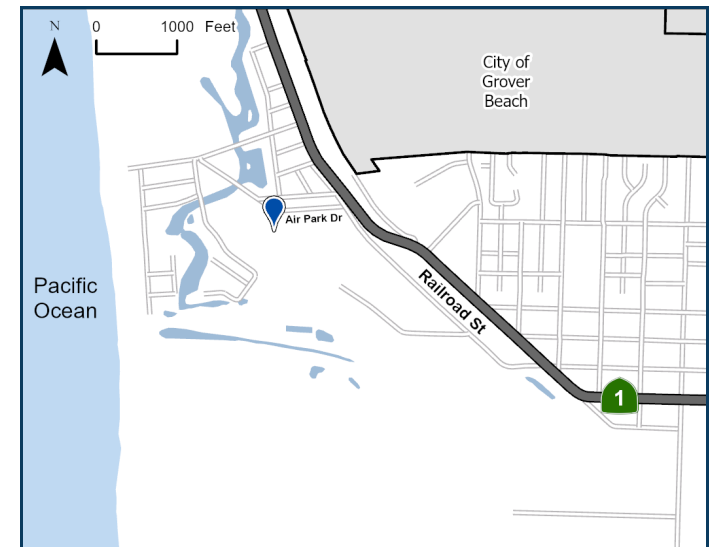 N
0 1000 Feet
City of
Grover
Beach
Air Park Dr
Pacific
Ocean
Railroad St
1